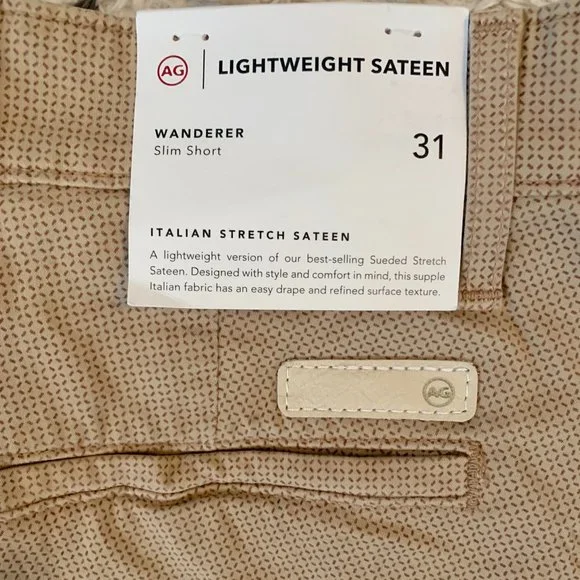 AG
LIGHTWEIGHT SATEEN
WANDERER
Slim Short
31
ITALIAN STRETCH SATEEN
A lightweight version of our best-selling Sueded Stretch
Sateen. Designed with style and comfort in mind, this supple
Italian fabric has an easy drape and refined surface texture.
AG